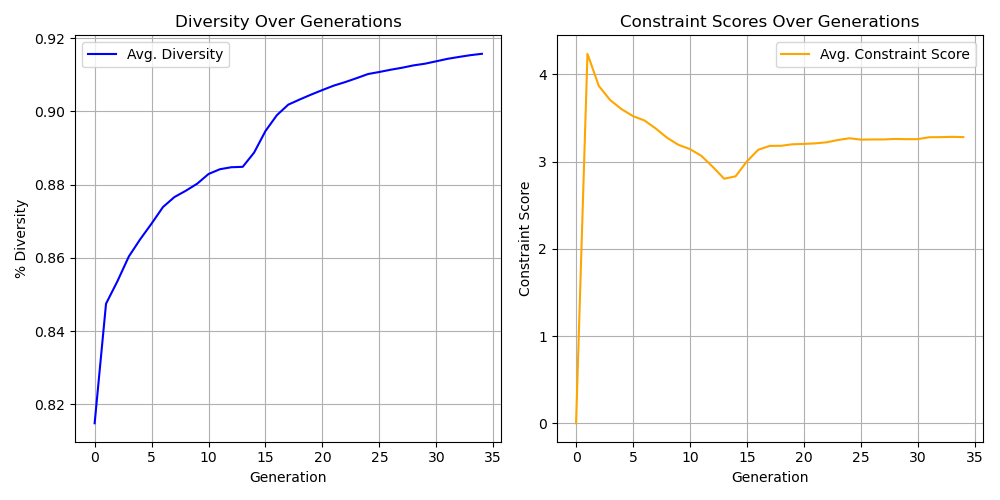 Diversity Over Generations
Avg. Diversity
0.92
0.90
0.88
0.86
0.84
0.82
% Diversity
0 5 10 15 20 25 30 35
Generation
Constraint Scores Over Generations
Avg. Constraint Score
4
3
2
1
0
Constraint Score
0 5 10 15 20 25 30 35
Generation